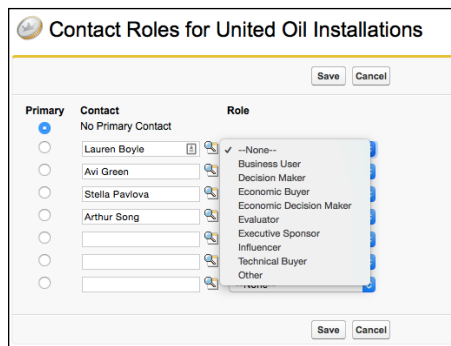 Contact Roles for United Oil Installations
Save Cancel
Primary Contact Role
No Primary Contact
Lauren Boyle
Avi Green
Stella Pavlova
Arthur Song
✓ --None--
Business User
Decision Maker
Economic Buyer
Economic Decision Maker
Evaluator
Executive Sponsor
Influencer
Technical Buyer
Other
--None--
Save Cancel